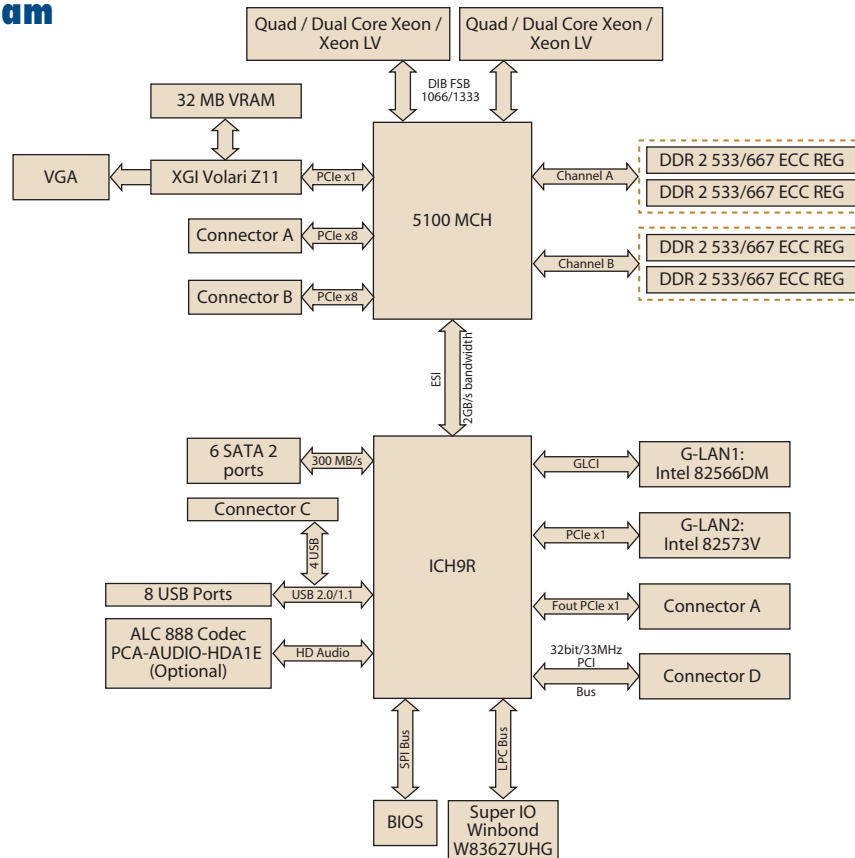 am
Quad / Dual Core Xeon /
Xeon LV
Quad / Dual Core Xeon /
Xeon LV
DIB FSB
1066/1333
32 MB VRAM
VGA
XGI Volari Z11
PCIe x1
5100 MCH
Channel A
DDR 2 533/667 ECC REG
DDR 2 533/667 ECC REG
Connector A
PCIe x8
Channel B
DDR 2 533/667 ECC REG
DDR 2 533/667 ECC REG
Connector B
PCIe x8
ESI
2GB/s bandwidth
6 SATA 2
ports
300 MB/s
ICH9R
GLCI
G-LAN1:
Intel 82566DM
Connector C
4 USB
PCIe x1
G-LAN2:
Intel 82573V
8 USB Ports
USB 2.0/1.1
Fout PCIe x1
Connector A
ALC 888 Codec
PCA-AUDIO-HDA1E
(Optional)
HD Audio
32bit/33MHz
PCI
Bus
Connector D
SPI Bus
LPC Bus
BIOS
Super IO
Winbond
W83627UHG